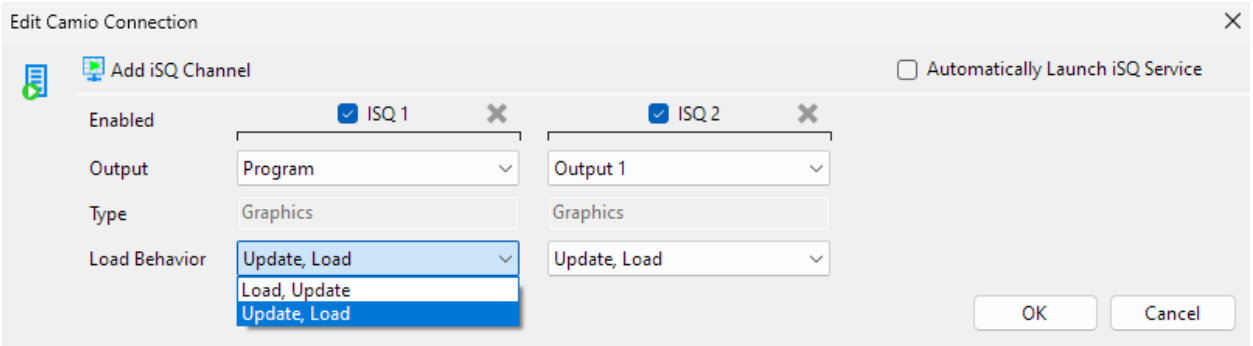 Edit Camio Connection
Add iSQ Channel
Automatically Launch iSQ Service
Enabled
ISQ 1
ISQ 2
Output
Program
Output 1
Type
Graphics
Graphics
Load Behavior
Update, Load
Update, Load
Load, Update
Update, Load
OK
Cancel